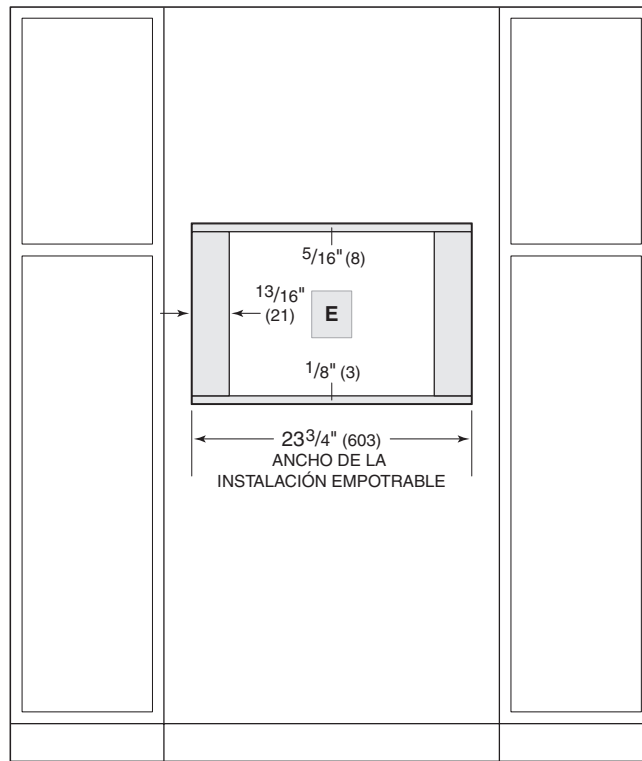 5/16" (8)
13/16"
(21)
E
1/8" (3)
23 3/4" (603)
ANCHO DE LA
INSTALACIÓN EMPOTRABLE